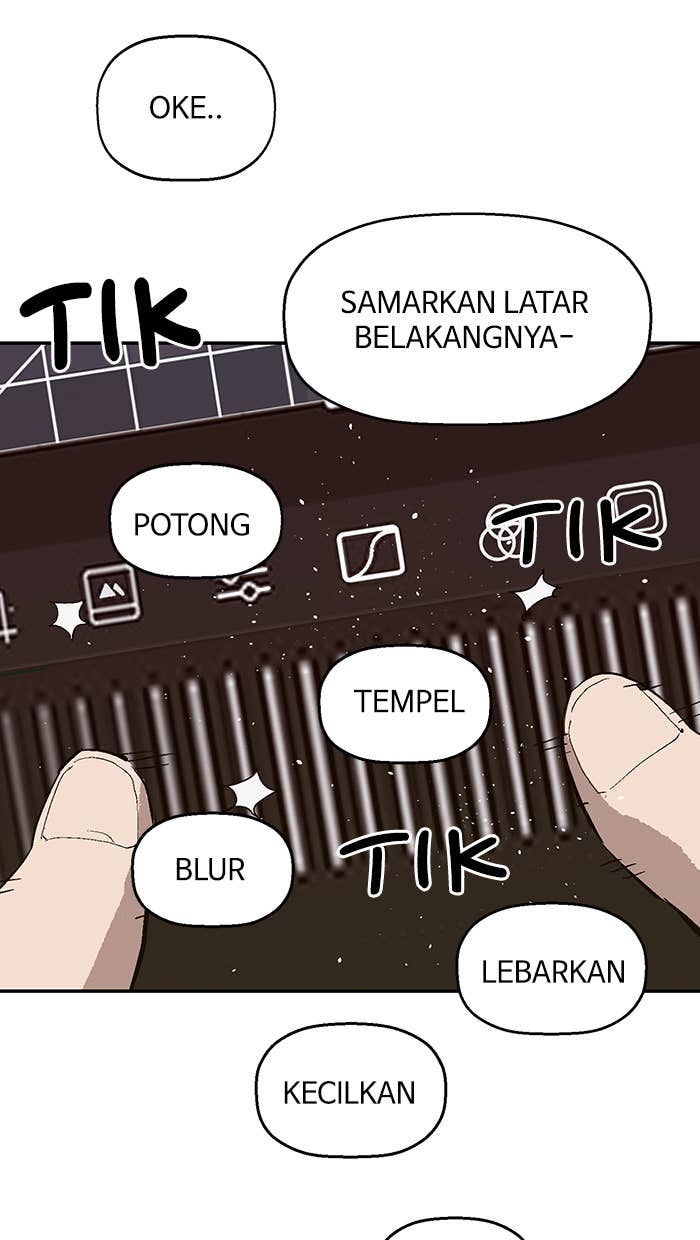 OKE..
TIK
SAMARKAN LATAR
BELAKANGNYA-
POTONG
TIK
TEMPEL
BLUR
TIK
LEBARKAN
KECILKAN